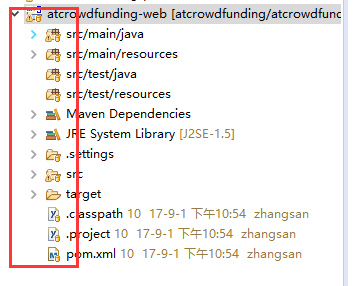 atcrowdfunding-web [atcrowdfunding/atcrowdfund
src/main/java
src/main/resources
src/test/java
src/test/resources
Maven Dependencies
JRE System Library [J2SE-1.5]
.settings
src
target
.classpath 10 17-9-1 下午10:54 zhangsan
.project 10 17-9-1 下午10:54 zhangsan
pom.xml 10 17-9-1 下午10:54 zhangsan